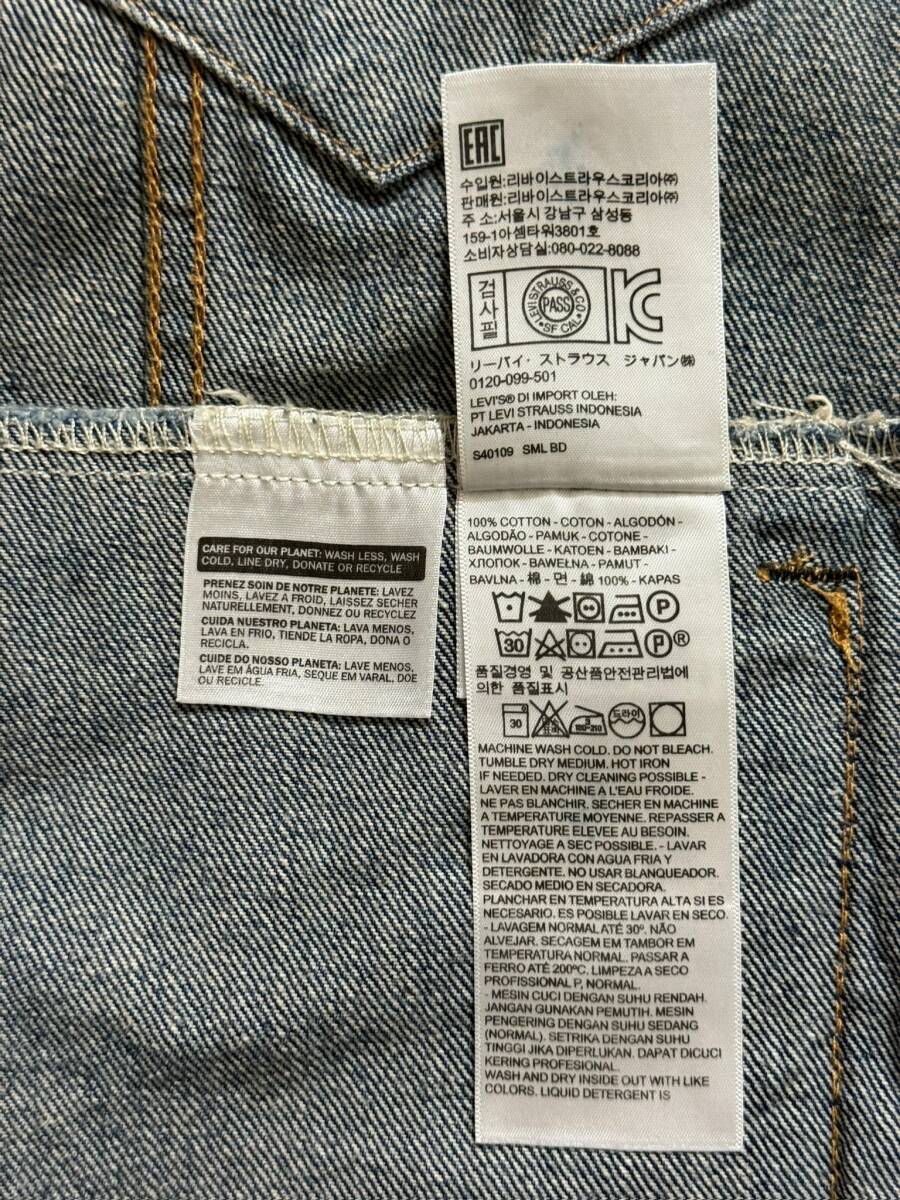 EAC
수입원:리바이스트라우스코리아㈜
판매원:리바이스트라우스코리아㈜
주 소:서울시 강남구 삼성동
159-1아셈타워3801호
소비자상담실:080-022-8088
검사필
LEVI STRAUSS & CO
PASS
SF CAL
リーバイ・ストラウス ジャパン㈱
0120-099-501
LEVI'S® DI IMPORT OLEH:
PT LEVI STRAUSS INDONESIA
JAKARTA - INDONESIA
S40109 SML BD
CARE FOR OUR PLANET: WASH LESS, WASH
COLD, LINE DRY, DONATE OR RECYCLE
PRENEZ SOIN DE NOTRE PLANETE: LAVEZ
MOINS, LAVEZ A FROID, LAISSEZ SECHER
NATURELLEMENT, DONNEZ OU RECYCLEZ
CUIDA NUESTRO PLANETA: LAVA MENOS,
LAVA EN FRIO, TIENDE LA ROPA, DONA O
RECICLA.
CUIDE DO NOSSO PLANETA: LAVE MENOS,
LAVE EM ÁGUA FRIA, SEQUE EM VARAL, DOE
OU RECICLE.
100% COTTON - COTON - ALGODÓN -
ALGODÃO - PAMUK - COTONE -
BAUMWOLLE - KATOEN - BAMBAKI -
ХЛОПОК - BAWEŁNA - PAMUT -
BAVLNA - 棉 - 면 - 綿 100% - KAPAS
P
30 P®
품질경영 및 공산품안전관리법에
의한 품질표시
30 드라이
MACHINE WASH COLD. DO NOT BLEACH.
TUMBLE DRY MEDIUM. HOT IRON
IF NEEDED. DRY CLEANING POSSIBLE -
LAVER EN MACHINE A L'EAU FROIDE.
NE PAS BLANCHIR. SECHER EN MACHINE
A TEMPERATURE MOYENNE. REPASSER A
TEMPERATURE ELEVEE AU BESOIN.
NETTOYAGE A SEC POSSIBLE. - LAVAR
EN LAVADORA CON AGUA FRIA Y
DETERGENTE. NO USAR BLANQUEADOR.
SECADO MEDIO EN SECADORA.
PLANCHAR EN TEMPERATURA ALTA SI ES
NECESARIO. ES POSIBLE LAVAR EN SECO.
- LAVAGEM NORMAL ATÉ 30º. NÃO
ALVEJAR. SECAGEM EM TAMBOR EM
TEMPERATURA NORMAL. PASSAR A
FERRO ATÉ 200ºC. LIMPEZA A SECO
PROFISSIONAL P, NORMAL.
- MESIN CUCI DENGAN SUHU RENDAH.
JANGAN GUNAKAN PEMUTIH. MESIN
PENGERING DENGAN SUHU SEDANG
(NORMAL). SETRIKA DENGAN SUHU
TINGGI JIKA DIPERLUKAN. DAPAT DICUCI
KERING PROFESIONAL.
WASH AND DRY INSIDE OUT WITH LIKE
COLORS. LIQUID DETERGENT IS